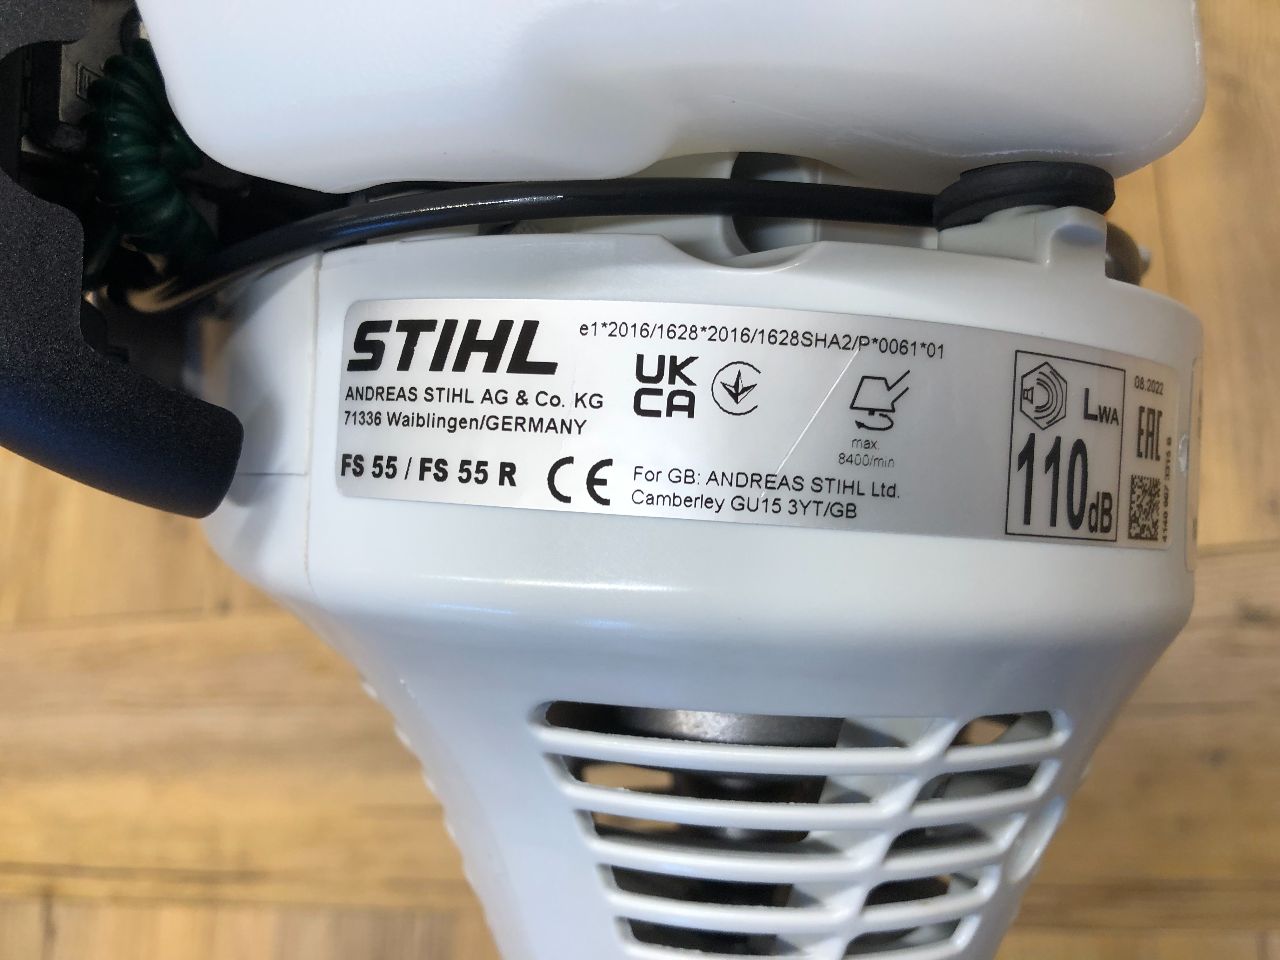 STIHL
e1*2016/1628*2016/1628SHA2/P*0061*01
ANDREAS STIHL AG & Co. KG
71336 Waiblingen/GERMANY
FS 55 / FS 55 R
UK
CA
CE
For GB: ANDREAS STIHL Ltd.
Camberley GU15 3YT/GB
max.
8400/min
LWA
110dB
08.2022
EAC